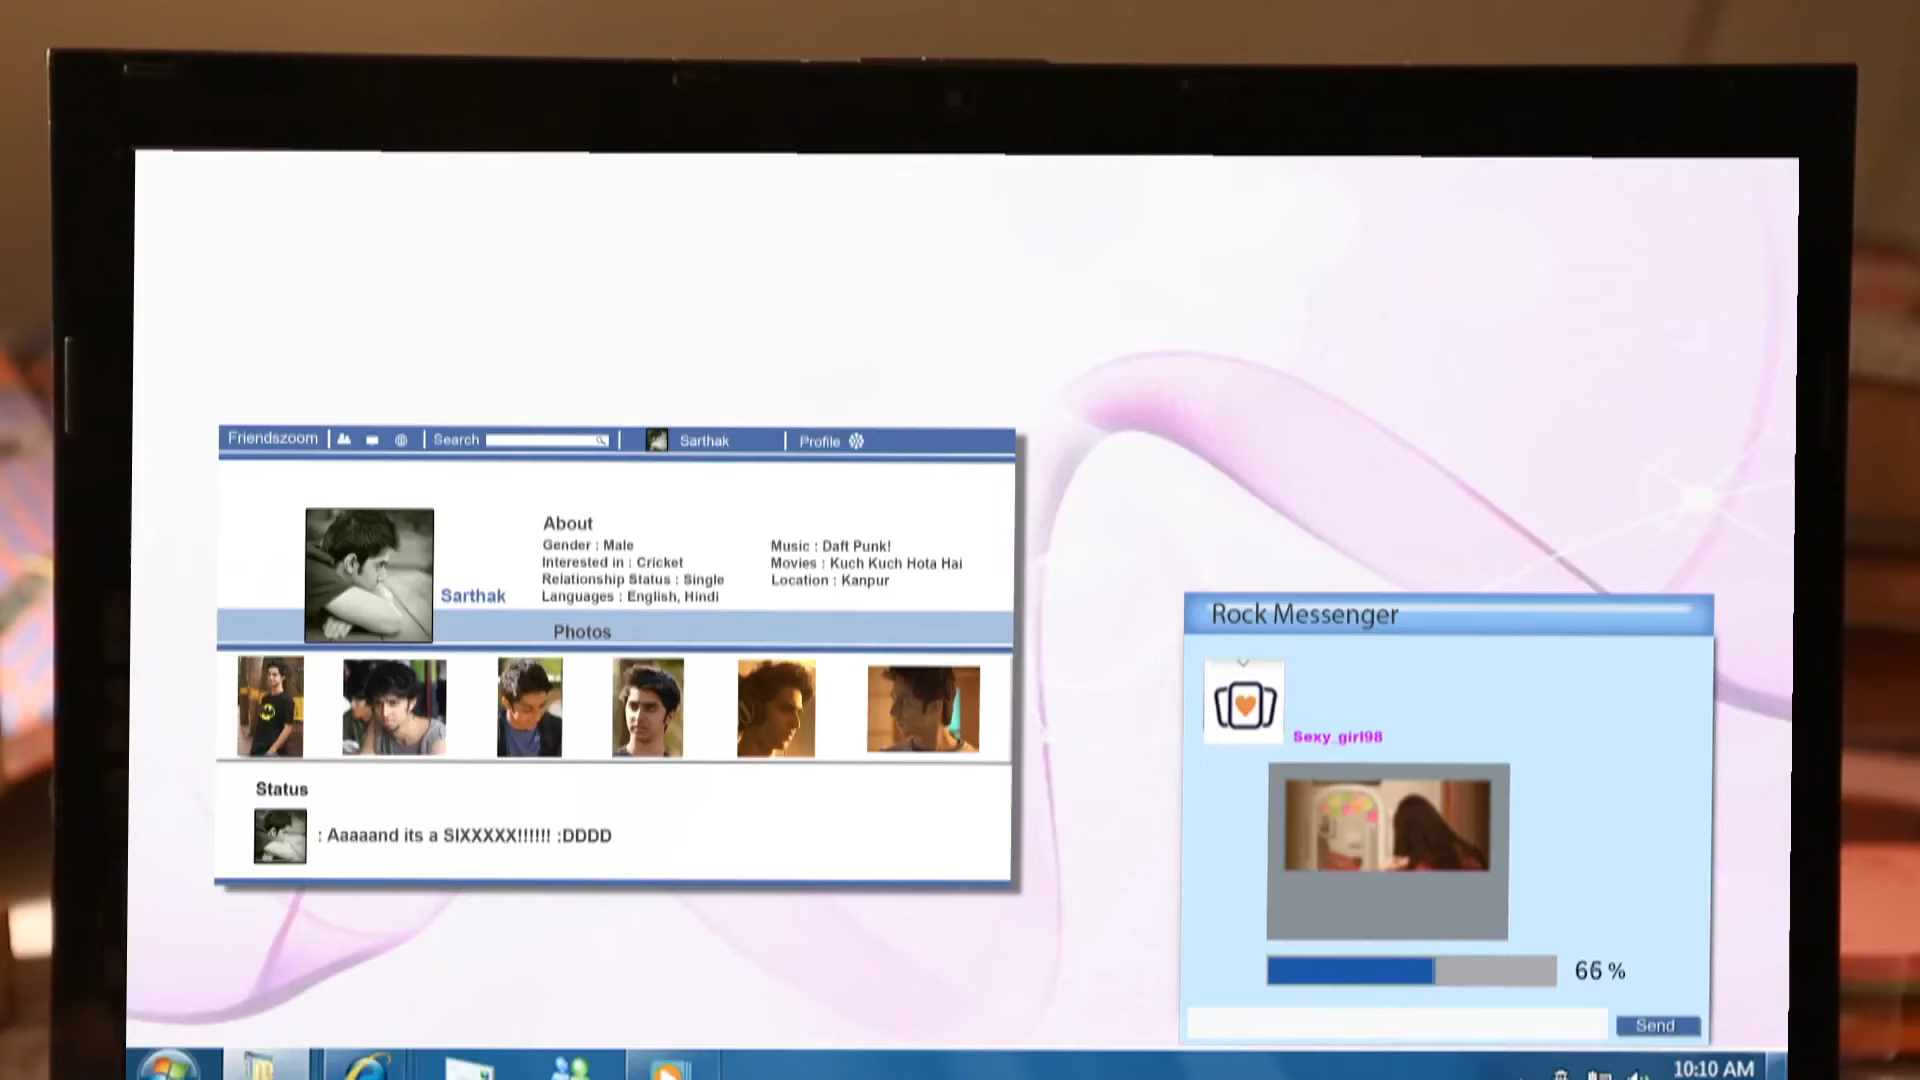 Friendszoom
Search
Sarthak
Profile
About
Gender : Male
Interested in : Cricket
Relationship Status : Single
Languages : English, Hindi
Music : Daft Punk!
Movies : Kuch Kuch Hota Hai
Location : Kanpur
Sarthak
Photos
Status
: Aaaaand its a SIXXXXX!!!!!! :DDDD
Rock Messenger
Sexy_girl98
66 %
Send
10:10 AM